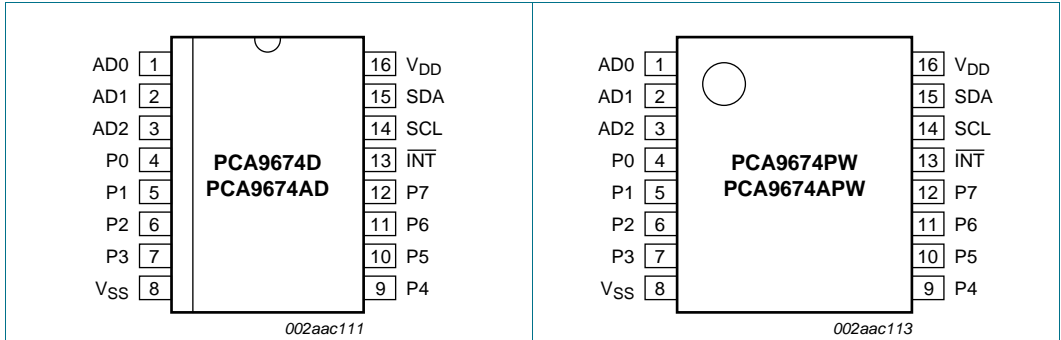 AD0 1 16 VDD
AD1 2 15 SDA
AD2 3 14 SCL
P0 4 PCA9674D 13 INT
P1 5 PCA9674AD 12 P7
P2 6 11 P6
P3 7 10 P5
VSS 8 9 P4
002aac111
AD0 1 16 VDD
AD1 2 15 SDA
AD2 3 14 SCL
P0 4 PCA9674PW 13 INT
P1 5 PCA9674APW 12 P7
P2 6 11 P6
P3 7 10 P5
VSS 8 9 P4
002aac113